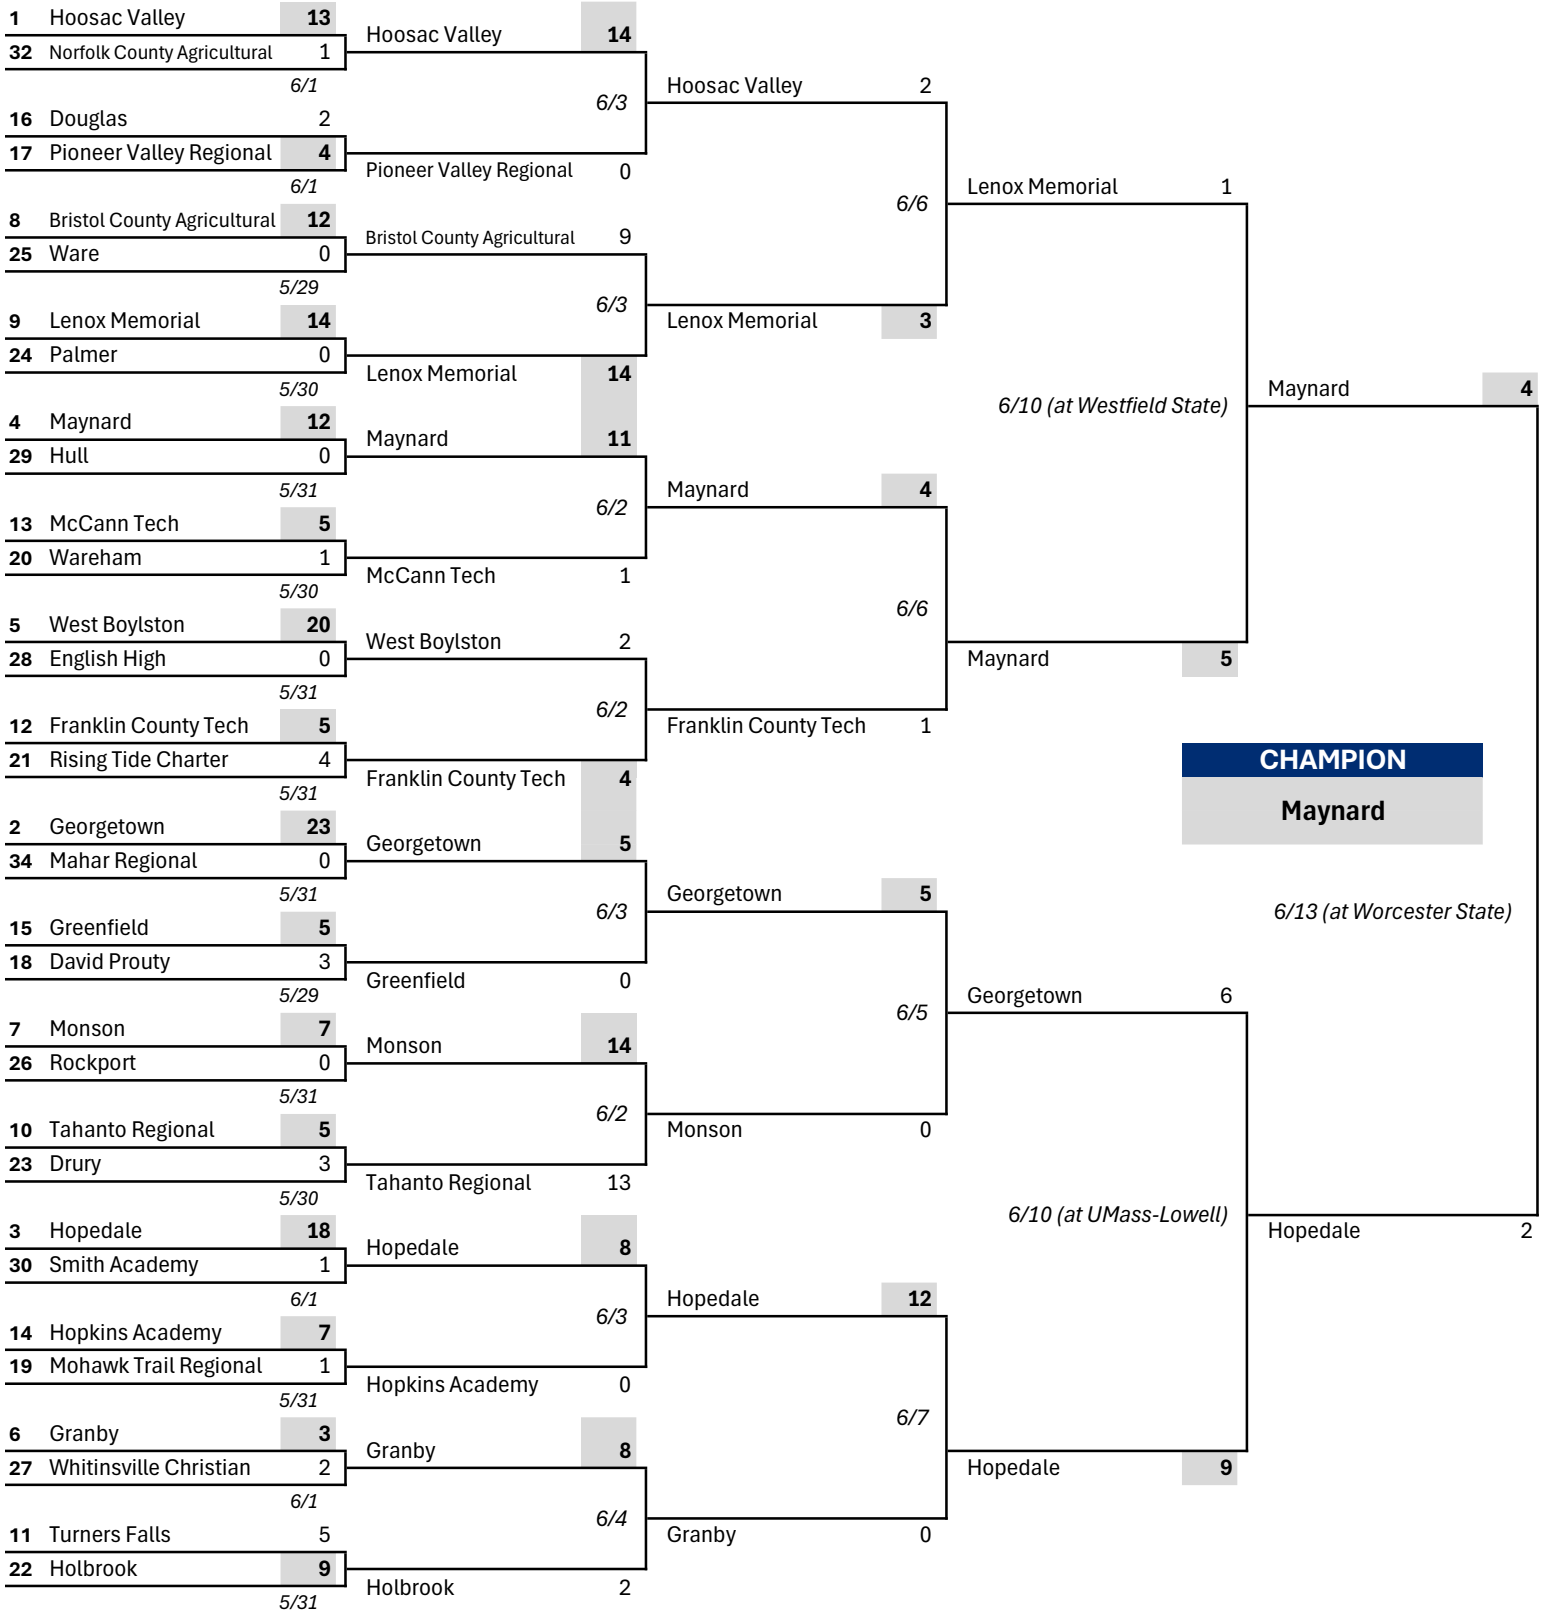 1 Hoosac Valley 13
32 Norfolk County Agricultural 1
6/1
16 Douglas 2
17 Pioneer Valley Regional 4
6/1
8 Bristol County Agricultural 12
25 Ware 0
5/29
9 Lenox Memorial 14
24 Palmer 0
5/30
4 Maynard 12
29 Hull 0
5/31
13 McCann Tech 5
20 Wareham 1
5/30
5 West Boylston 20
28 English High 0
5/31
12 Franklin County Tech 5
21 Rising Tide Charter 4
5/31
2 Georgetown 23
34 Mahar Regional 0
5/31
15 Greenfield 5
18 David Prouty 3
5/29
7 Monson 7
26 Rockport 0
5/31
10 Tahanto Regional 5
23 Drury 3
5/30
3 Hopedale 18
30 Smith Academy 1
6/1
14 Hopkins Academy 7
19 Mohawk Trail Regional 1
5/31
6 Granby 3
27 Whitinsville Christian 2
6/1
11 Turners Falls 5
22 Holbrook 9
5/31
Hoosac Valley 14
6/3
Pioneer Valley Regional 0
Bristol County Agricultural 9
6/3
Lenox Memorial 14
Maynard 11
6/2
McCann Tech 1
West Boylston 2
6/2
Franklin County Tech 4
Georgetown 5
6/3
Greenfield 0
Monson 14
6/2
Tahanto Regional 13
Hopedale 8
6/3
Hopkins Academy 0
Granby 8
6/4
Holbrook 2
Hoosac Valley 2
6/6
Lenox Memorial 3
Maynard 4
6/6
Franklin County Tech 1
Georgetown 5
6/5
Monson 0
Hopedale 12
6/7
Granby 0
Lenox Memorial 1
6/10 (at Westfield State)
Maynard 5
Georgetown 6
6/10 (at UMass-Lowell)
Hopedale 9
Maynard 4
CHAMPION
Maynard
6/13 (at Worcester State)
Hopedale 2